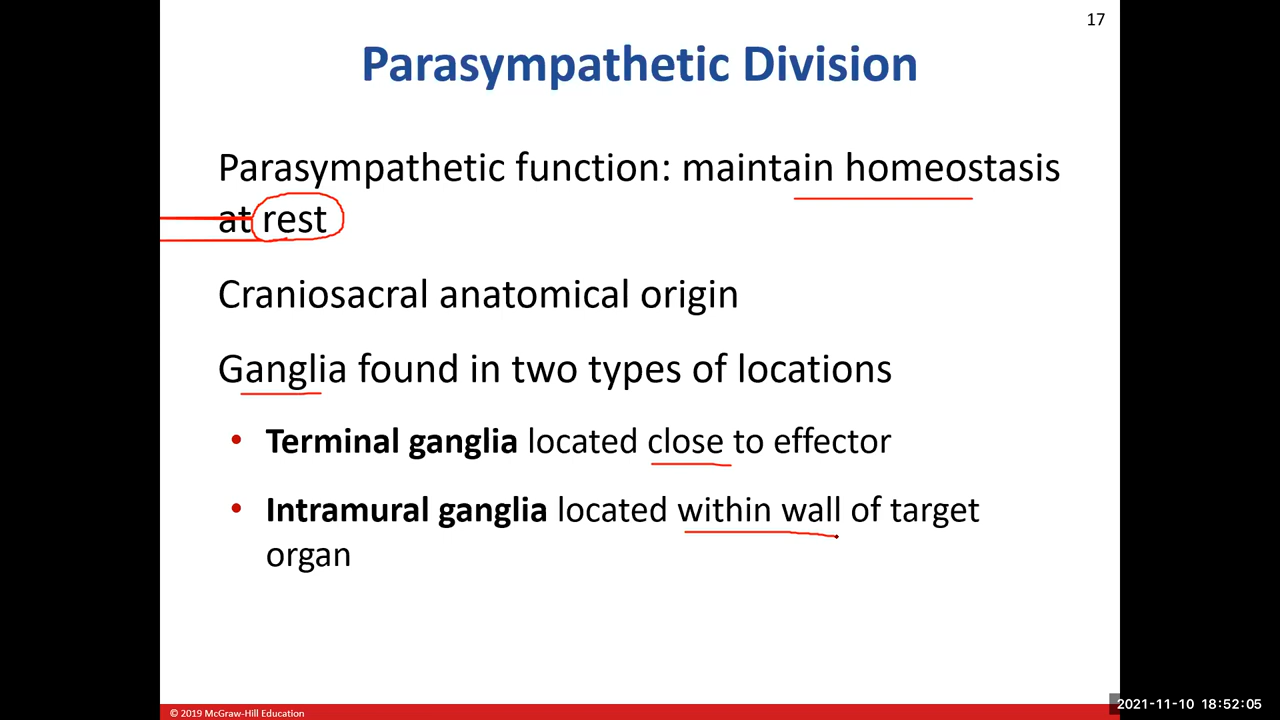 17
Parasympathetic Division
Parasympathetic function: maintain homeostasis
at rest
Craniosacral anatomical origin
Ganglia found in two types of locations
• Terminal ganglia located close to effector
• Intramural ganglia located within wall of target
organ
© 2019 McGraw-Hill Education
2021-11-10 18:52:05